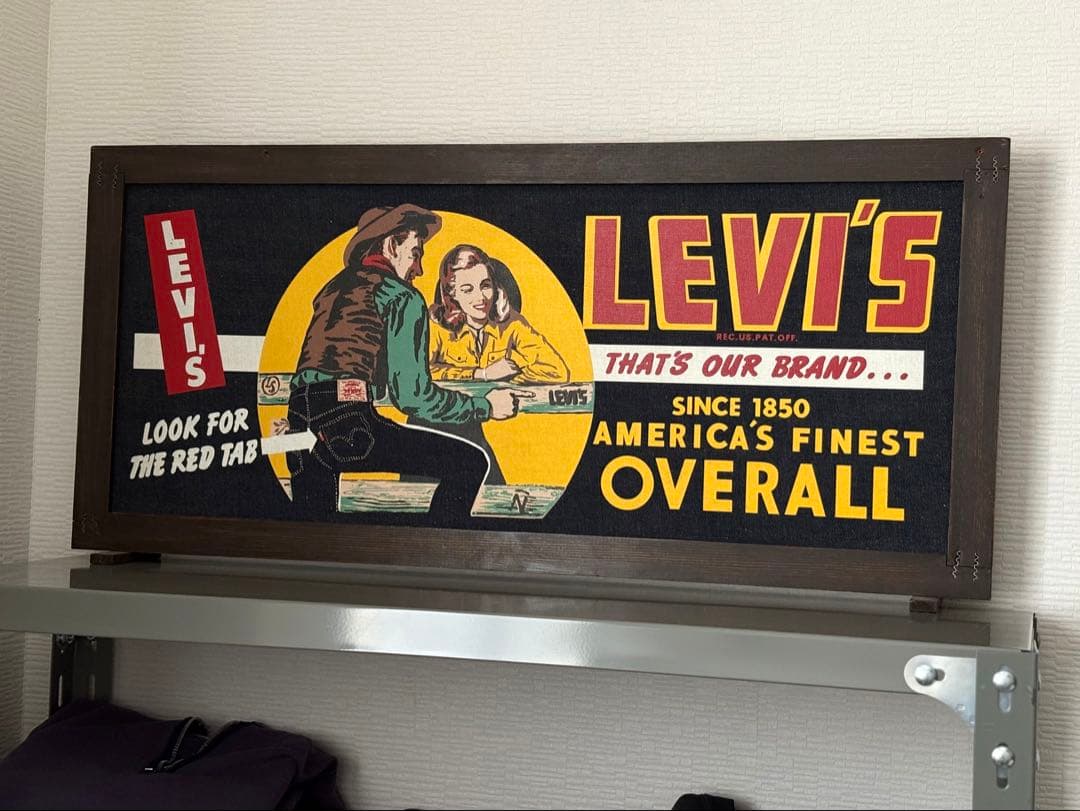 LEVI'S
LOOK FOR
THE RED TAB
LEVI'S
LEVI'S
REC.US.PAT.OFF.
THAT'S OUR BRAND...
SINCE 1850
AMERICA'S FINEST
OVERALL